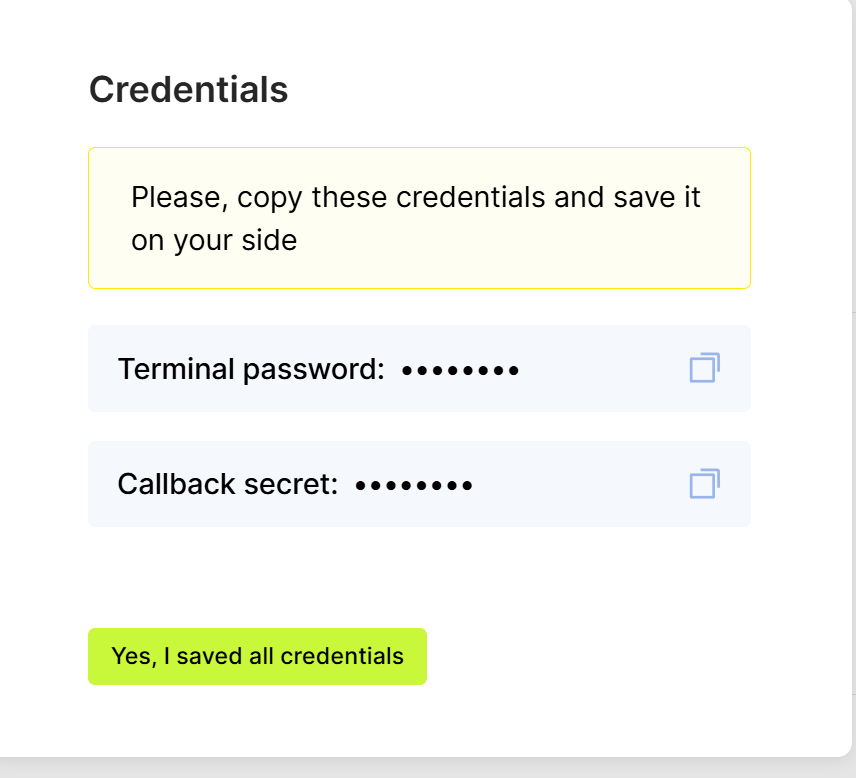 Credentials
Please, copy these credentials and save it
on your side
Terminal password: ••••••••
Callback secret: ••••••••
Yes, I saved all credentials